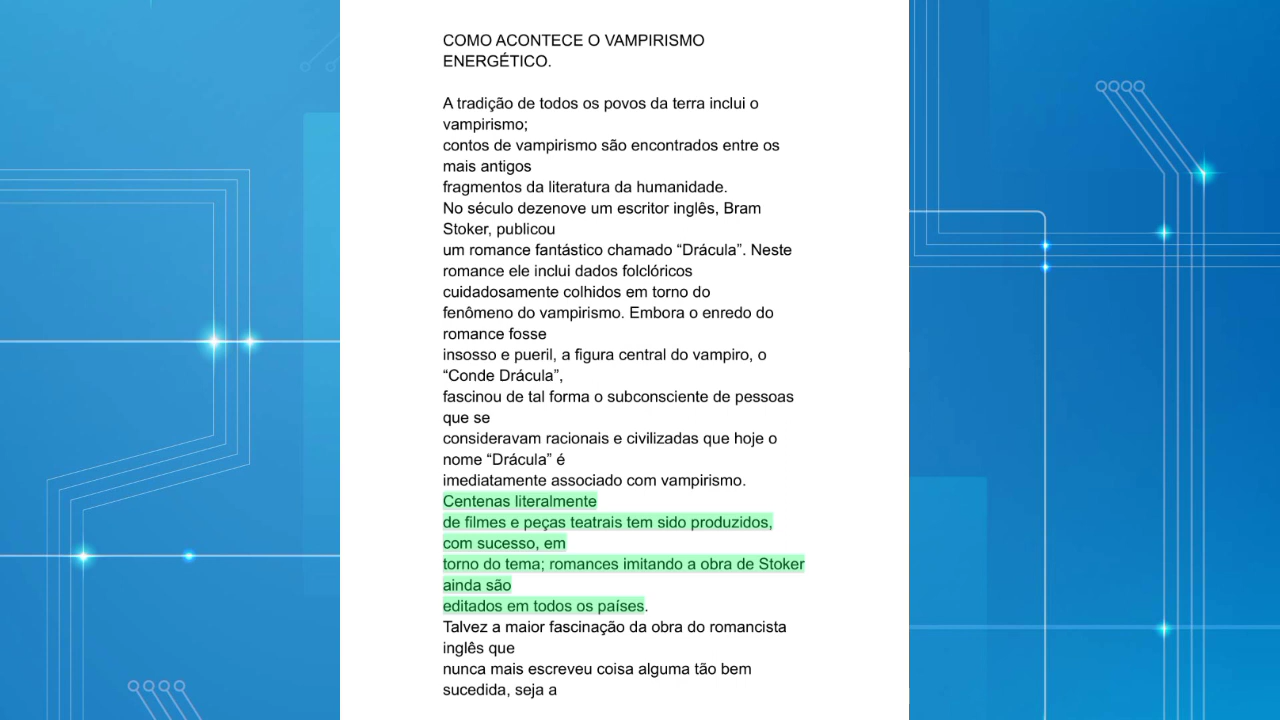 COMO ACONTECE O VAMPIRISMO
ENERGÉTICO.
A tradição de todos os povos da terra inclui o
vampirismo;
contos de vampirismo são encontrados entre os
mais antigos
fragmentos da literatura da humanidade.
No século dezenove um escritor inglês, Bram
Stoker, publicou
um romance fantástico chamado “Drácula”. Neste
romance ele inclui dados folclóricos
cuidadosamente colhidos em torno do
fenômeno do vampirismo. Embora o enredo do
romance fosse
insosso e pueril, a figura central do vampiro, o
“Conde Drácula”,
fascinou de tal forma o subconsciente de pessoas
que se
consideravam racionais e civilizadas que hoje o
nome “Drácula” é
imediatamente associado com vampirismo.
Centenas literalmente
de filmes e peças teatrais tem sido produzidos,
com sucesso, em
torno do tema; romances imitando a obra de Stoker
ainda são
editados em todos os países.
Talvez a maior fascinação da obra do romancista
inglês que
nunca mais escreveu coisa alguma tão bem
sucedida, seja a